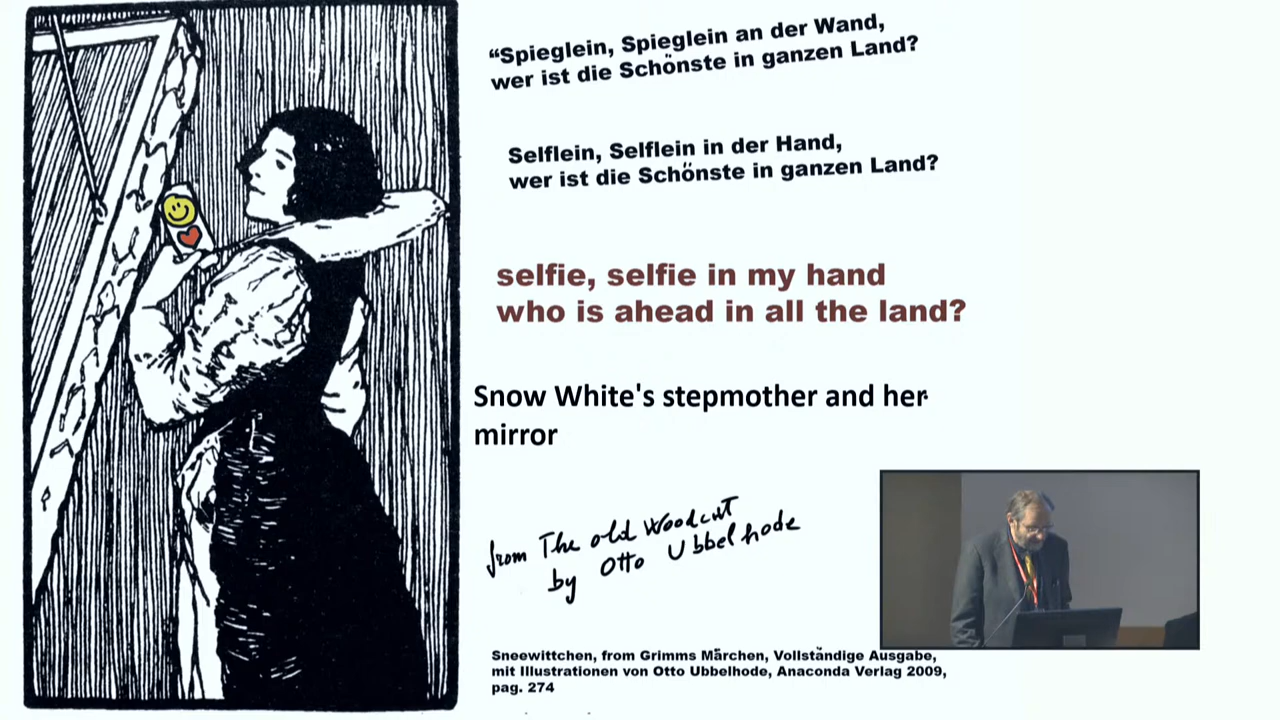 “Spieglein, Spieglein an der Wand,
wer ist die Schönste in ganzen Land?
Selflein, Selflein in der Hand,
wer ist die Schönste in ganzen Land?
selfie, selfie in my hand
who is ahead in all the land?
Snow White's stepmother and her
mirror
from The old Woodcut
by Otto Ubbelhode
Sneewittchen, from Grimms Märchen, Vollständige Ausgabe,
mit Illustrationen von Otto Ubbelhode, Anaconda Verlag 2009,
pag. 274